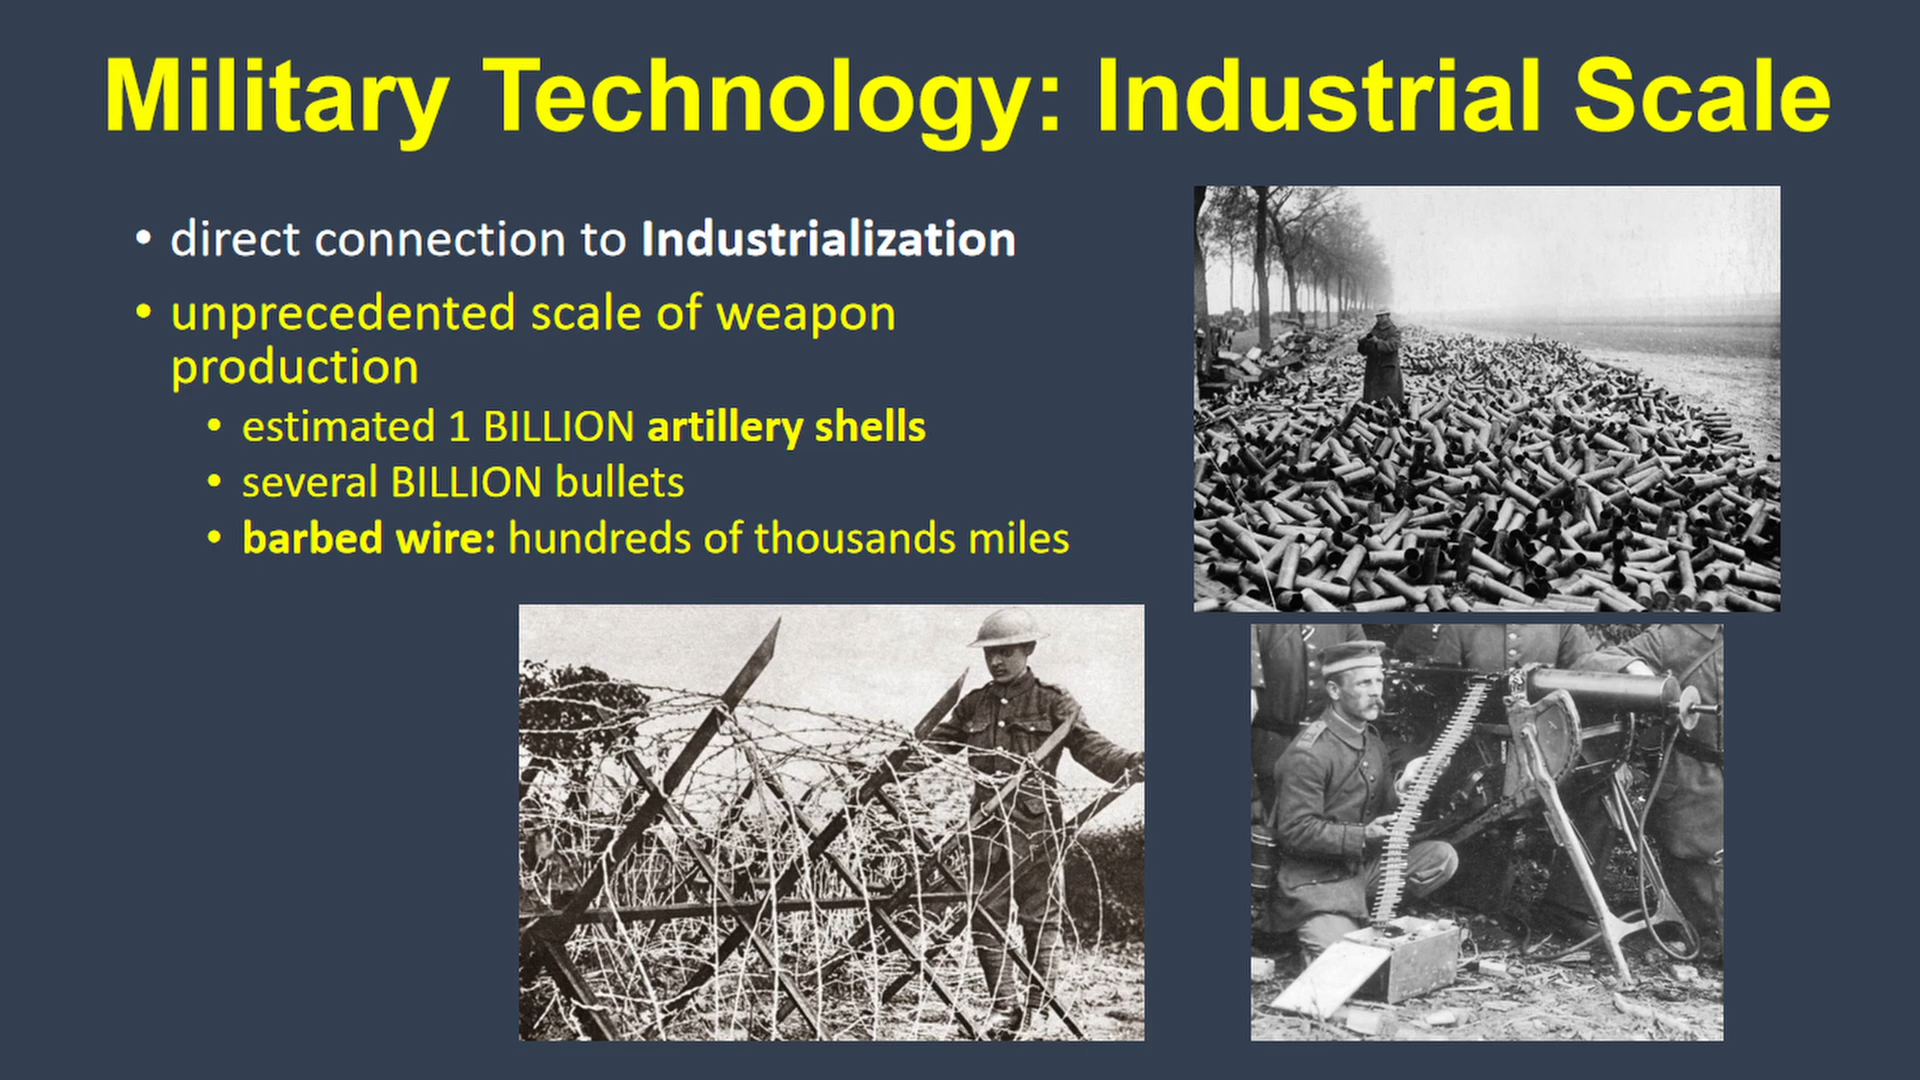 Military Technology: Industrial Scale
• direct connection to Industrialization
• unprecedented scale of weapon
production
• estimated 1 BILLION artillery shells
• several BILLION bullets
• barbed wire: hundreds of thousands miles